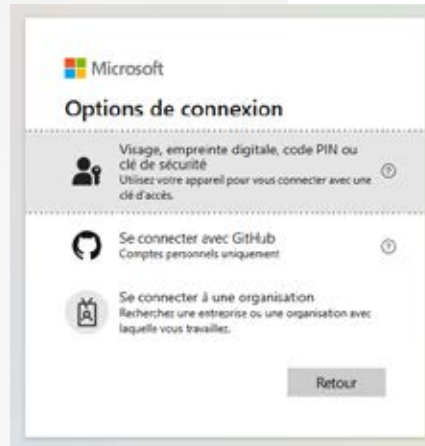 Microsoft
Options de connexion
Visage, empreinte digitale, code PIN ou
clé de sécurité
Utilisez votre appareil pour vous connecter avec une
clé d'accès.
Se connecter avec GitHub
Comptes personnels uniquement
Se connecter à une organisation
Recherchez une entreprise ou une organisation avec
laquelle vous travaillez.
Retour